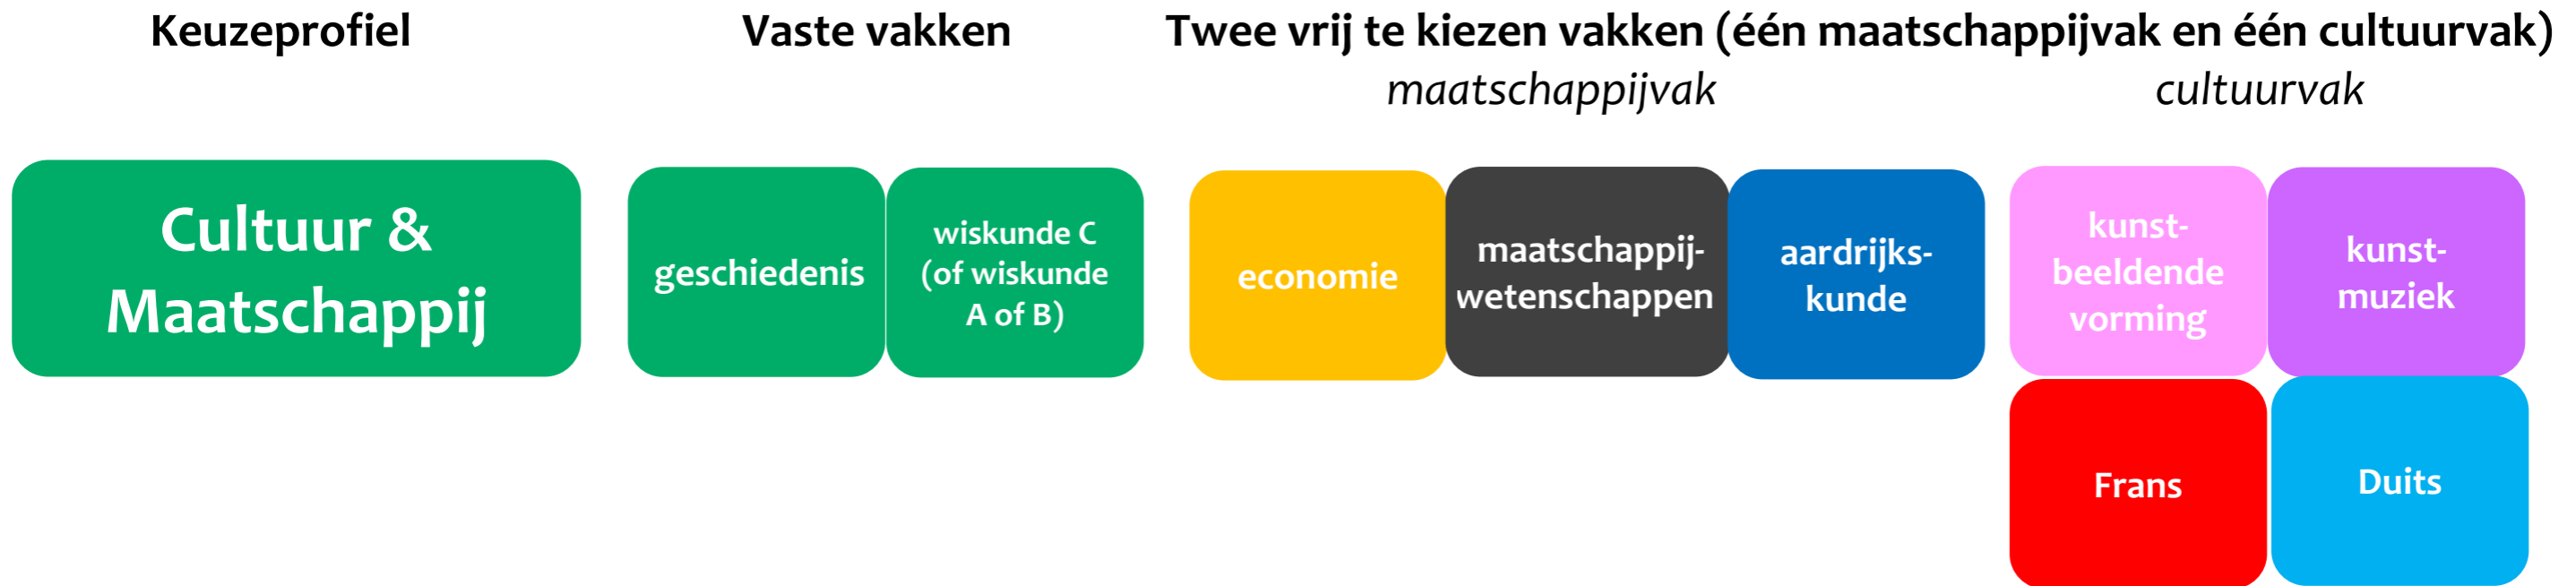 Keuzeprofiel
Vaste vakken
Twee vrij te kiezen vakken (één maatschappijvak en één cultuurvak)
maatschappijvak
cultuurvak
Cultuur &
Maatschappij
geschiedenis
wiskunde C
(of wiskunde
A of B)
economie
maatschappij-
wetenschappen
aardrijks-
kunde
kunst-
beeldende
vorming
kunst-
muziek
Frans
Duits